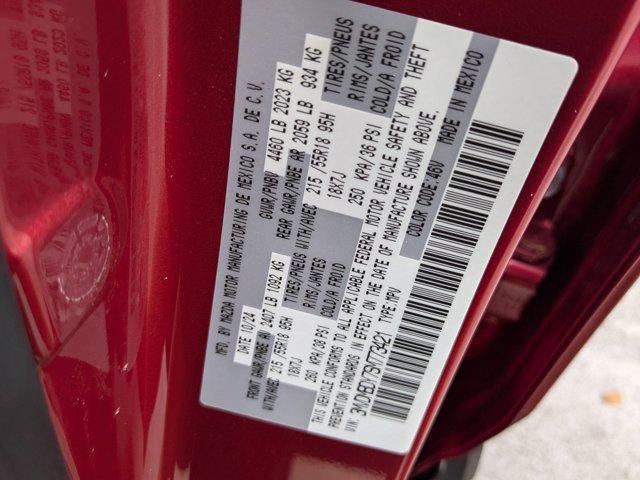 MFD. BY MAZDA MOTOR MANUFACTURING DE MEXICO S.A. DE C.V.
DATE 10/24 GVWR/PNBV 4460 LB 2023 KG
FRONT GAWR/PNBE AV 2407 LB 1092 KG REAR GAWR/PNBE AR 2059 LB 934 KG
WITH/AVEC 215/55R18 95H TIRES/PNEUS WITH/AVEC 215/55R18 95H TIRES/PNEUS
18X7J RIMS/JANTES 18X7J RIMS/JANTES
260 KPA/38 PSI COLD/A FROID 250 KPA/36 PSI COLD/A FROID
THIS VEHICLE CONFORMS TO ALL APPLICABLE FEDERAL MOTOR VEHICLE SAFETY AND THEFT
PREVENTION STANDARDS IN EFFECT ON THE DATE OF MANUFACTURE SHOWN ABOVE.
VIN: TYPE:MPV COLOR CODE:46V MADE IN MEXICO